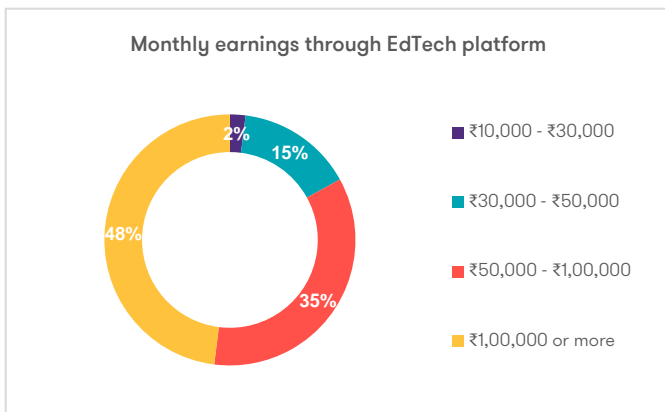 Monthly earnings through EdTech platform
2%
15%
48%
35%
₹10,000 - ₹30,000
₹30,000 - ₹50,000
₹50,000 - ₹1,00,000
₹1,00,000 or more